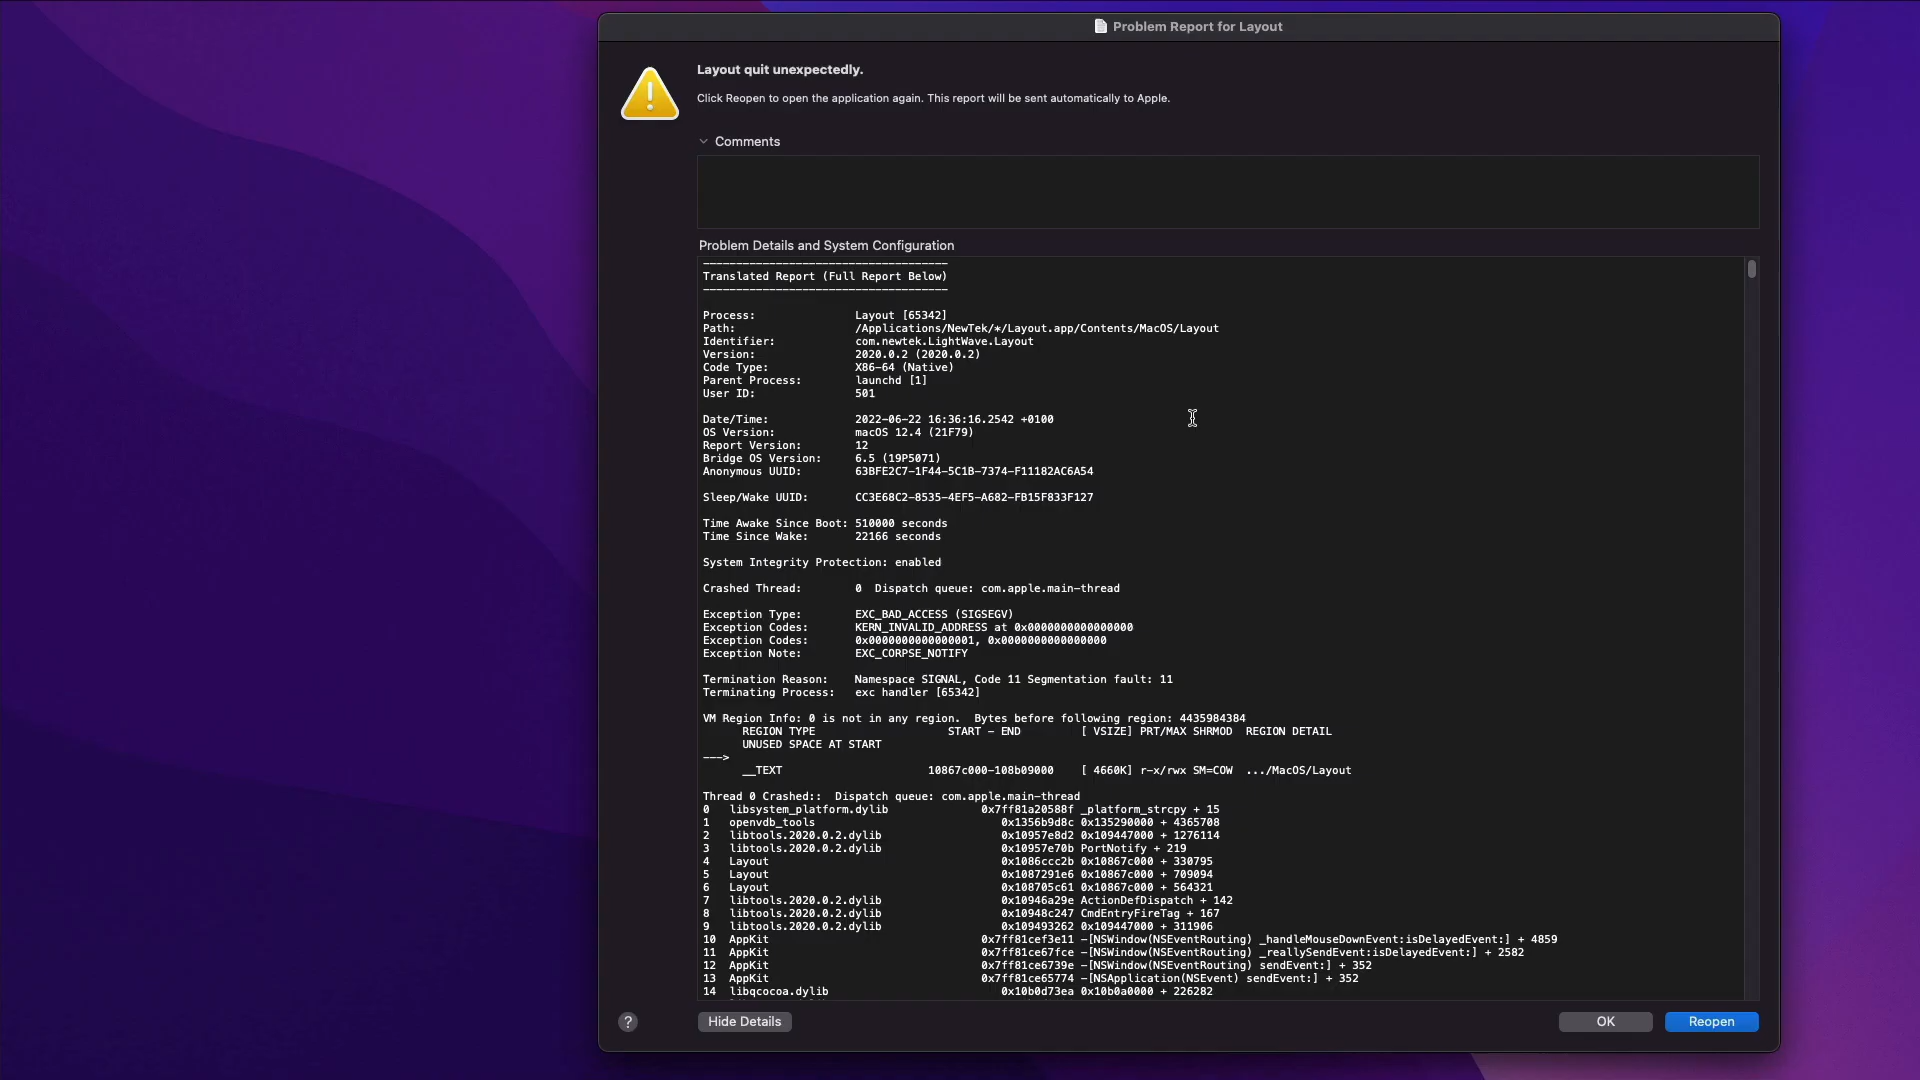 Problem Report for Layout
Layout quit unexpectedly.
Click Reopen to open the application again. This report will be sent automatically to Apple.
Comments
Problem Details and System Configuration
-------------------------------------
Translated Report (Full Report Below)
-------------------------------------
Process: Layout [65342]
Path: /Applications/NewTek/*/Layout.app/Contents/MacOS/Layout
Identifier: com.newtek.LightWave.Layout
Version: 2020.0.2 (2020.0.2)
Code Type: X86-64 (Native)
Parent Process: launchd [1]
User ID: 501
Date/Time: 2022-06-22 16:36:16.2542 +0100
OS Version: macOS 12.4 (21F79)
Report Version: 12
Bridge OS Version: 6.5 (19P5071)
Anonymous UUID: 63BFE2C7-1F44-5C1B-7374-F11182AC6A54
Sleep/Wake UUID: CC3E68C2-8535-4EF5-A682-FB15F833F127
Time Awake Since Boot: 510000 seconds
Time Since Wake: 22166 seconds
System Integrity Protection: enabled
Crashed Thread: 0 Dispatch queue: com.apple.main-thread
Exception Type: EXC_BAD_ACCESS (SIGSEGV)
Exception Codes: KERN_INVALID_ADDRESS at 0x0000000000000000
Exception Codes: 0x0000000000000001, 0x0000000000000000
Exception Note: EXC_CORPSE_NOTIFY
Termination Reason: Namespace SIGNAL, Code 11 Segmentation fault: 11
Terminating Process: exc handler [65342]
VM Region Info: 0 is not in any region. Bytes before following region: 4435984384
REGION TYPE START - END [ VSIZE] PRT/MAX SHRMOD REGION DETAIL
UNUSED SPACE AT START
--->
__TEXT 10867c000-108b09000 [ 4660K] r-x/rwx SM=COW .../MacOS/Layout
Thread 0 Crashed:: Dispatch queue: com.apple.main-thread
0 libsystem_platform.dylib 0x7ff81a20588f _platform_strcpy + 15
1 openvdb_tools 0x1356b9d8c 0x135290000 + 4365708
2 libtools.2020.0.2.dylib 0x10957e8d2 0x109447000 + 1276114
3 libtools.2020.0.2.dylib 0x10957e70b PortNotify + 219
4 Layout 0x1086ccc2b 0x10867c000 + 330795
5 Layout 0x1087291e6 0x10867c000 + 709094
6 Layout 0x108705c61 0x10867c000 + 564321
7 libtools.2020.0.2.dylib 0x10946a29e ActionDefDispatch + 142
8 libtools.2020.0.2.dylib 0x10948c247 CmdEntryFireTag + 167
9 libtools.2020.0.2.dylib 0x109493262 0x109447000 + 311906
10 AppKit 0x7ff81cef3e11 -[NSWindow(NSEventRouting) _handleMouseDownEvent:isDelayedEvent:] + 4859
11 AppKit 0x7ff81ce67fce -[NSWindow(NSEventRouting) _reallySendEvent:isDelayedEvent:] + 2582
12 AppKit 0x7ff81ce6739e -[NSWindow(NSEventRouting) sendEvent:] + 352
13 AppKit 0x7ff81ce65774 -[NSApplication(NSEvent) sendEvent:] + 352
14 libqcocoa.dylib 0x10b0d73ea 0x10b0a0000 + 226282
? Hide Details OK Reopen